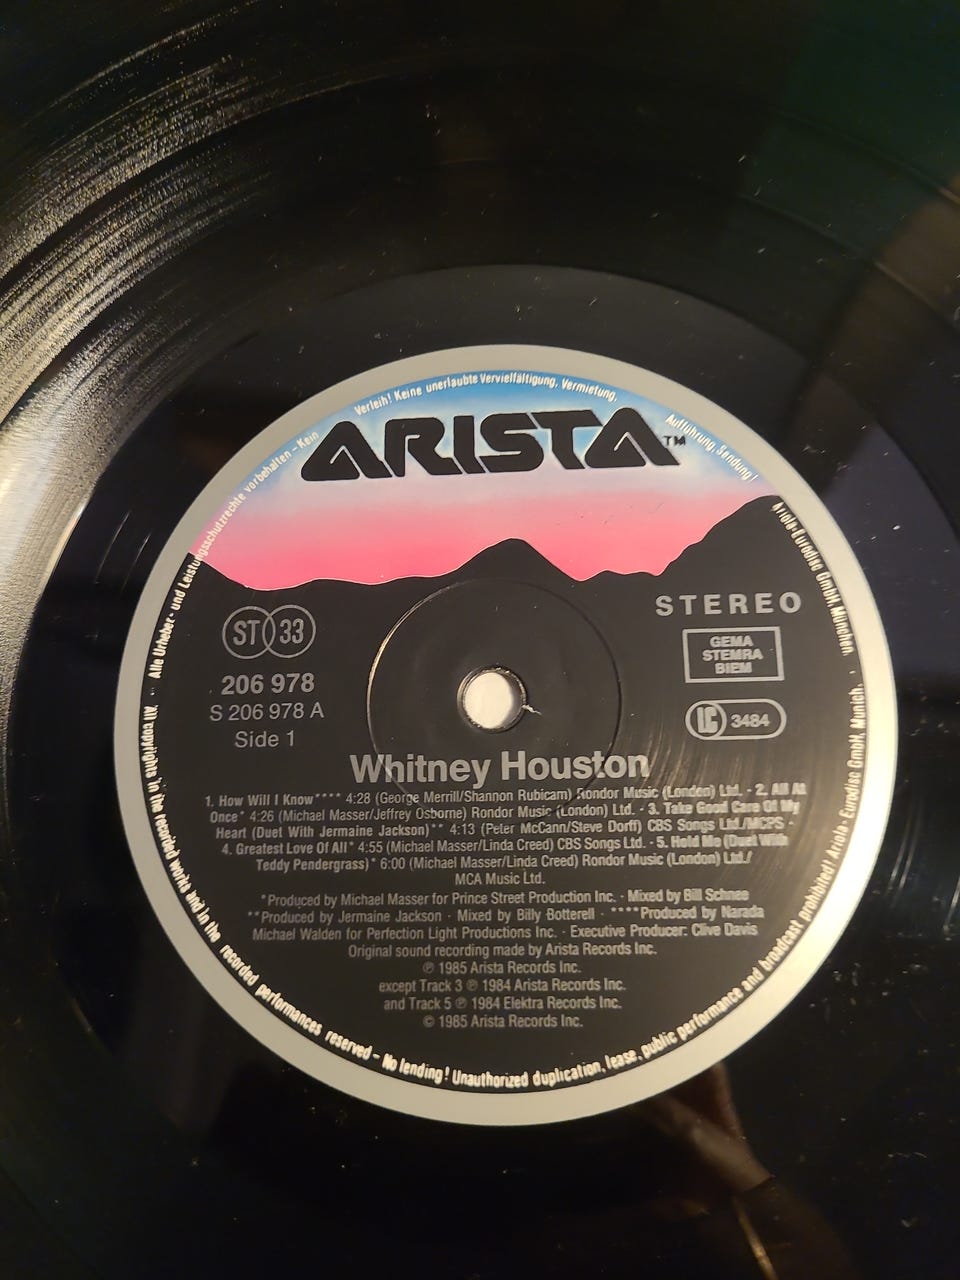 Alle Urheber- und Leistungsschutzrechte vorbehalten – Kein Verleih! Keine unerlaubte Vervielfältigung, Vermietung, Aufführung, Sendung!
ARISTA™
ST 33
206 978
S 206 978 A
Side 1
STEREO
GEMA
STEMRA
BIEM
LC 3484
Whitney Houston
1. How Will I Know**** 4:28 (George Merrill/Shannon Rubicam) Rondor Music (London) Ltd. · 2. All At
Once* 4:26 (Michael Masser/Jeffrey Osborne) Rondor Music (London) Ltd. · 3. Take Good Care Of My
Heart (Duet With Jermaine Jackson)** 4:13 (Peter McCann/Steve Dorff) CBS Songs Ltd./MCPS ·
4. Greatest Love Of All* 4:55 (Michael Masser/Linda Creed) CBS Songs Ltd. · 5. Hold Me (Duet With
Teddy Pendergrass)* 6:00 (Michael Masser/Linda Creed) Rondor Music (London) Ltd./
MCA Music Ltd.
*Produced by Michael Masser for Prince Street Production Inc. · Mixed by Bill Schnee
**Produced by Jermaine Jackson · Mixed by Billy Botterell · ****Produced by Narada
Michael Walden for Perfection Light Productions Inc. · Executive Producer: Clive Davis
Original sound recording made by Arista Records Inc.
℗ 1985 Arista Records Inc.
except Track 3 ℗ 1984 Arista Records Inc.
and Track 5 ℗ 1984 Elektra Records Inc.
© 1985 Arista Records Inc.
Ariola-Eurodisc GmbH, München.
· All copyrights in the recorded works and in the recorded performances reserved – No lending! Unauthorized duplication, lease, public performance and broadcast prohibited! Ariola-Eurodisc GmbH, Munich. ·